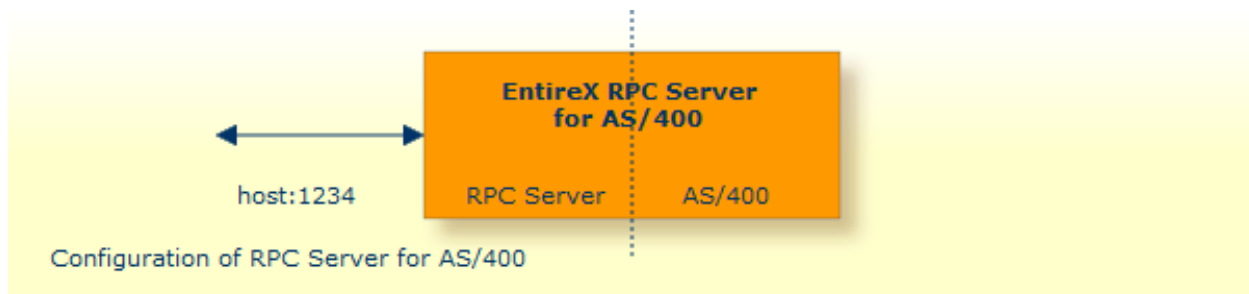 EntireX RPC Server
for AS/400
host:1234
RPC Server
AS/400
Configuration of RPC Server for AS/400